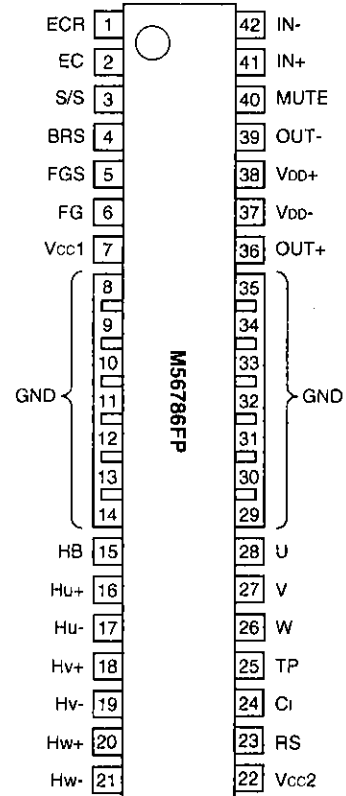 ECR 1 42 IN-
EC 2 41 IN+
S/S 3 40 MUTE
BRS 4 39 OUT-
FGS 5 38 VDD+
FG 6 37 VDD-
Vcc1 7 36 OUT+
8 35
9 34
10 33
GND 11 32 GND
12 31
13 30
14 29
M56786FP
HB 15 28 U
Hu+ 16 27 V
Hu- 17 26 W
Hv+ 18 25 TP
Hv- 19 24 CI
Hw+ 20 23 RS
Hw- 21 22 Vcc2